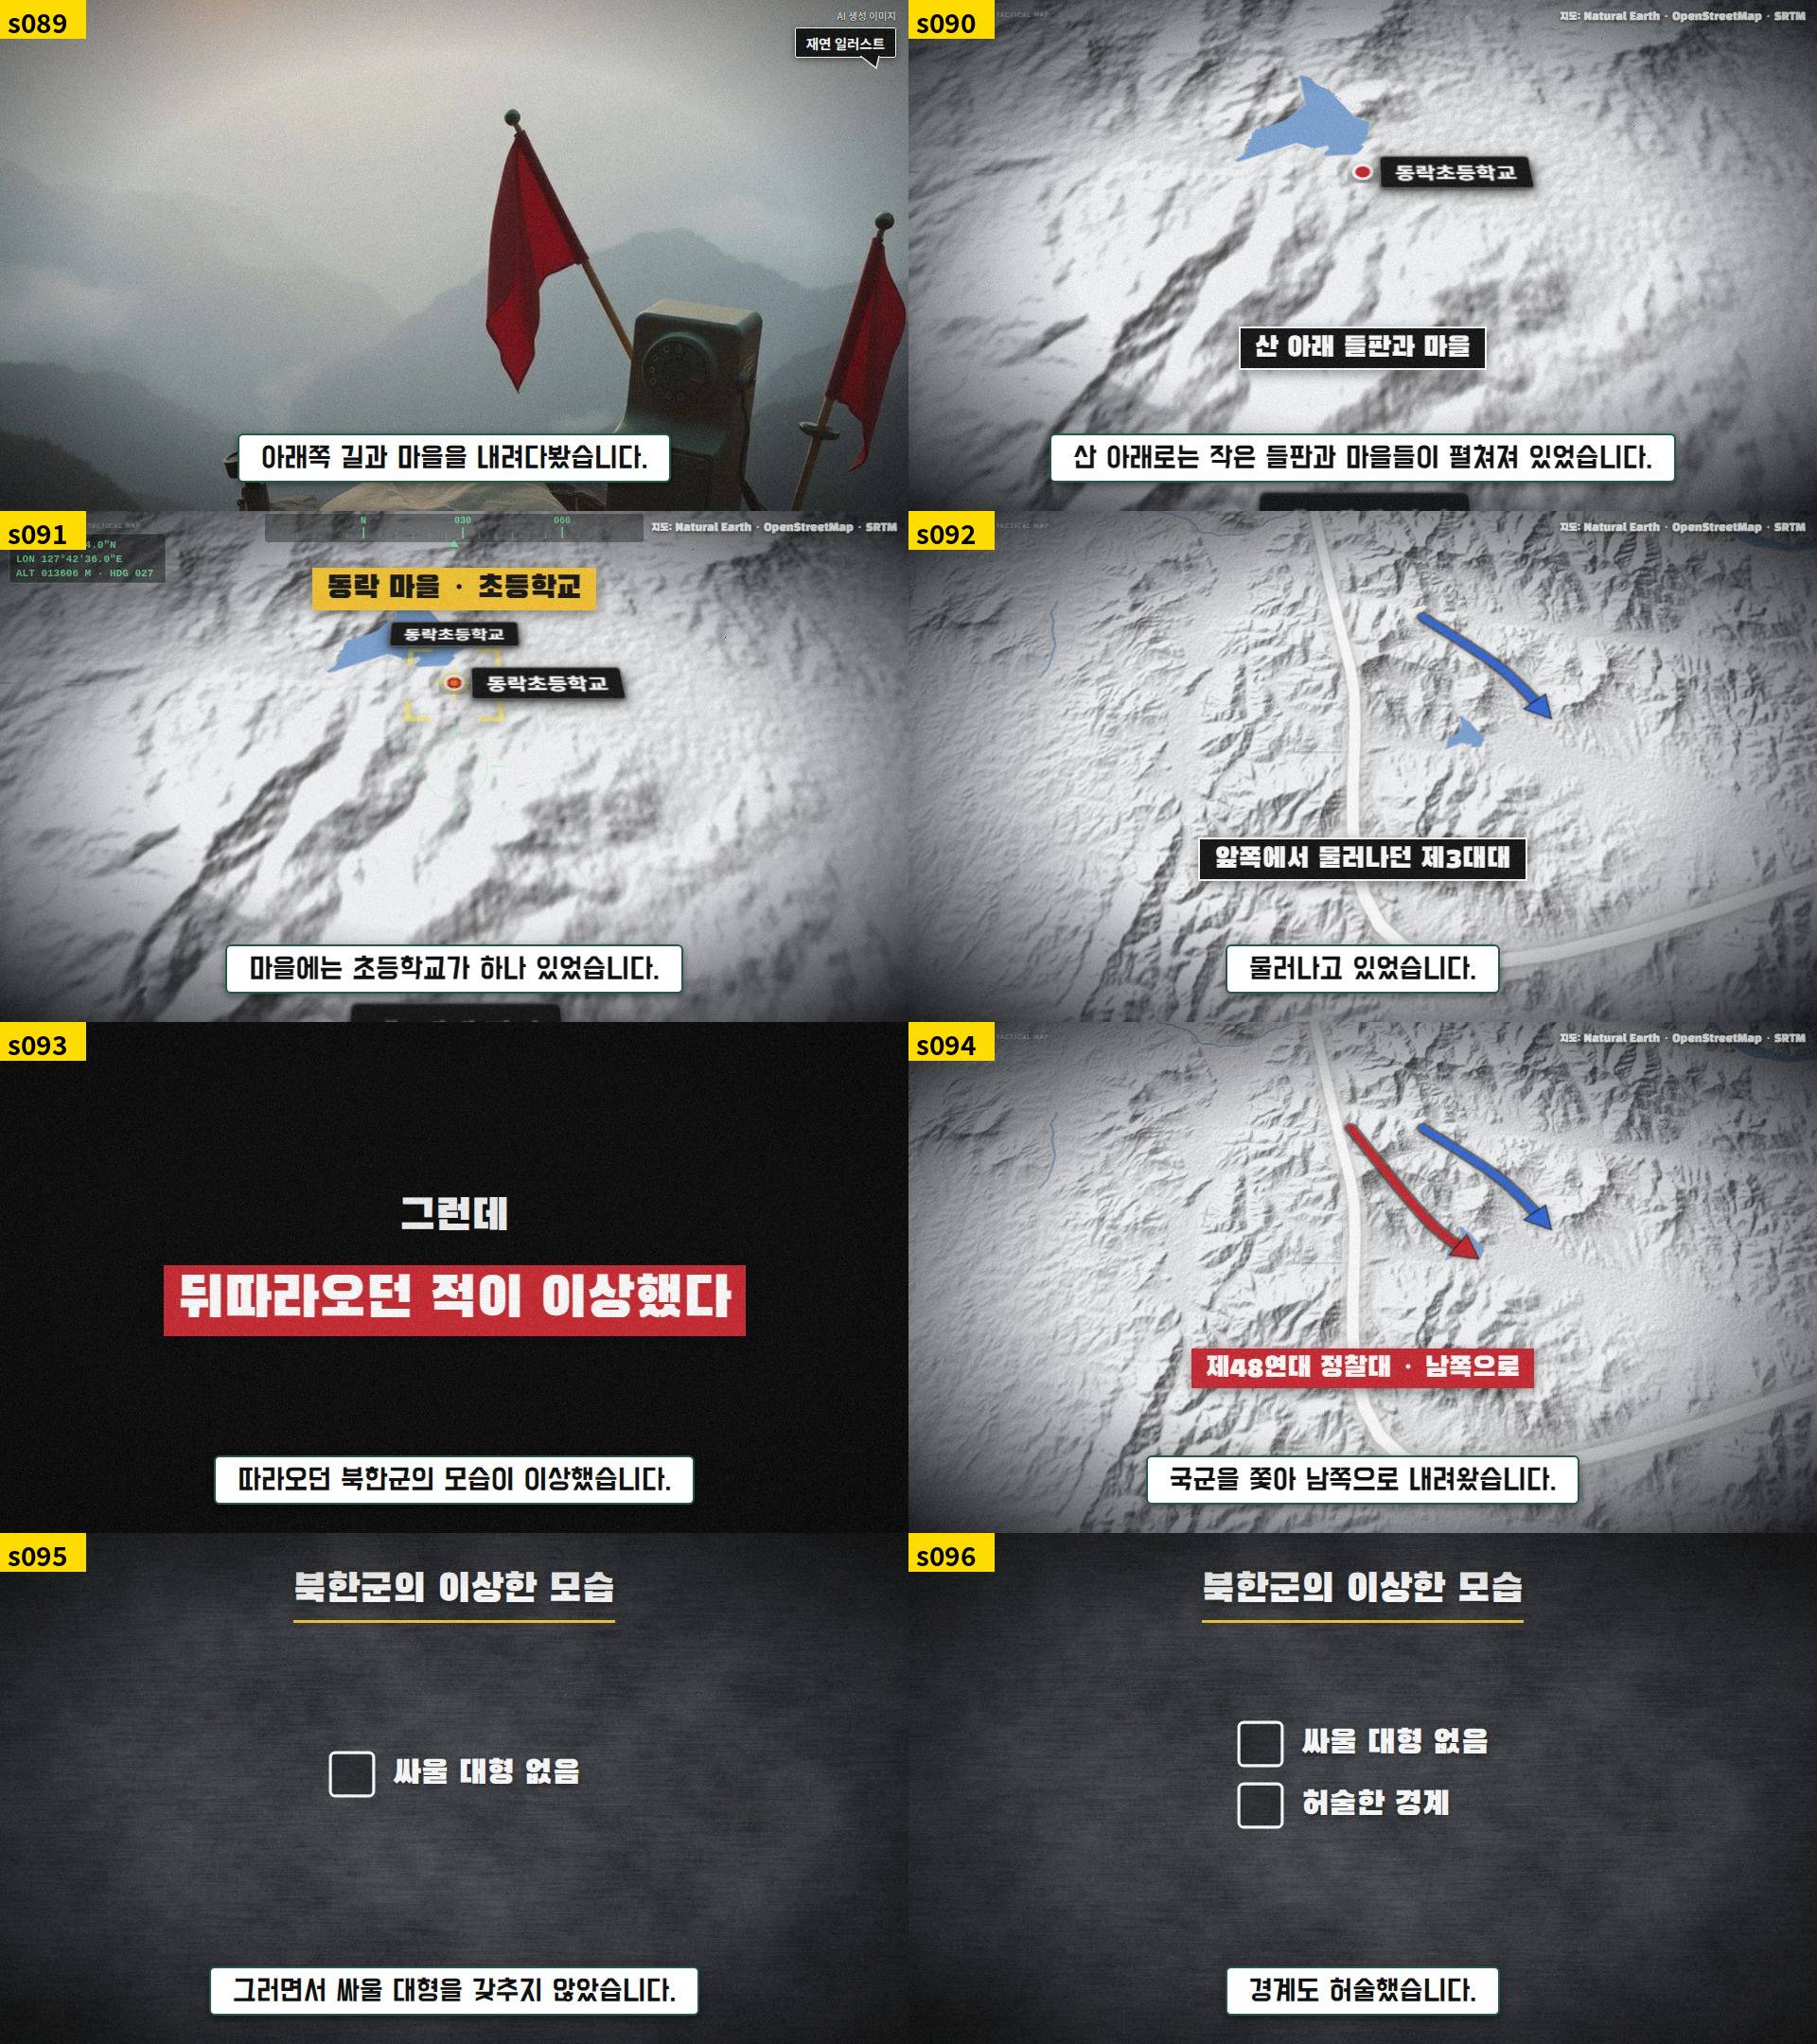 s089
AI 생성 이미지
재연 일러스트
아래쪽 길과 마을을 내려다봤습니다.
s090
TACTICAL MAP
지도: Natural Earth · OpenStreetMap · SRTM
동락초등학교
산 아래 들판과 마을
산 아래로는 작은 들판과 마을들이 펼쳐져 있었습니다.
s091
TACTICAL MAP
4.0"N
LON 127°42'36.0"E
ALT 013606 M · HDG 027
N 030 060
지도: Natural Earth · OpenStreetMap · SRTM
동락 마을 · 초등학교
동락초등학교
동락초등학교
마을에는 초등학교가 하나 있었습니다.
s092
TACTICAL MAP
지도: Natural Earth · OpenStreetMap · SRTM
앞쪽에서 물러나던 제3대대
물러나고 있었습니다.
s093
그런데
뒤따라오던 적이 이상했다
따라오던 북한군의 모습이 이상했습니다.
s094
TACTICAL MAP
지도: Natural Earth · OpenStreetMap · SRTM
제48연대 정찰대 · 남쪽으로
국군을 쫓아 남쪽으로 내려왔습니다.
s095
북한군의 이상한 모습
싸울 대형 없음
그러면서 싸울 대형을 갖추지 않았습니다.
s096
북한군의 이상한 모습
싸울 대형 없음
허술한 경계
경계도 허술했습니다.